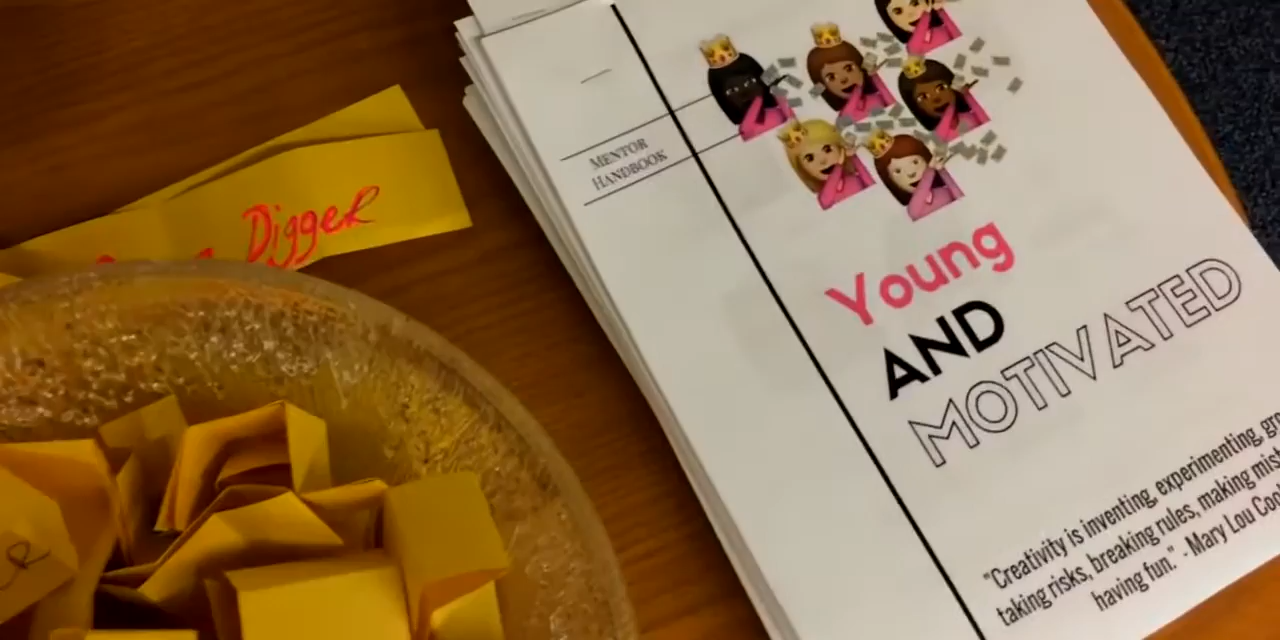 Digger
MENTOR
HANDBOOK
Young
AND
MOTIVATED
"Creativity is inventing, experimenting,
taking risks, breaking rules, making
having fun." - Mary Lou